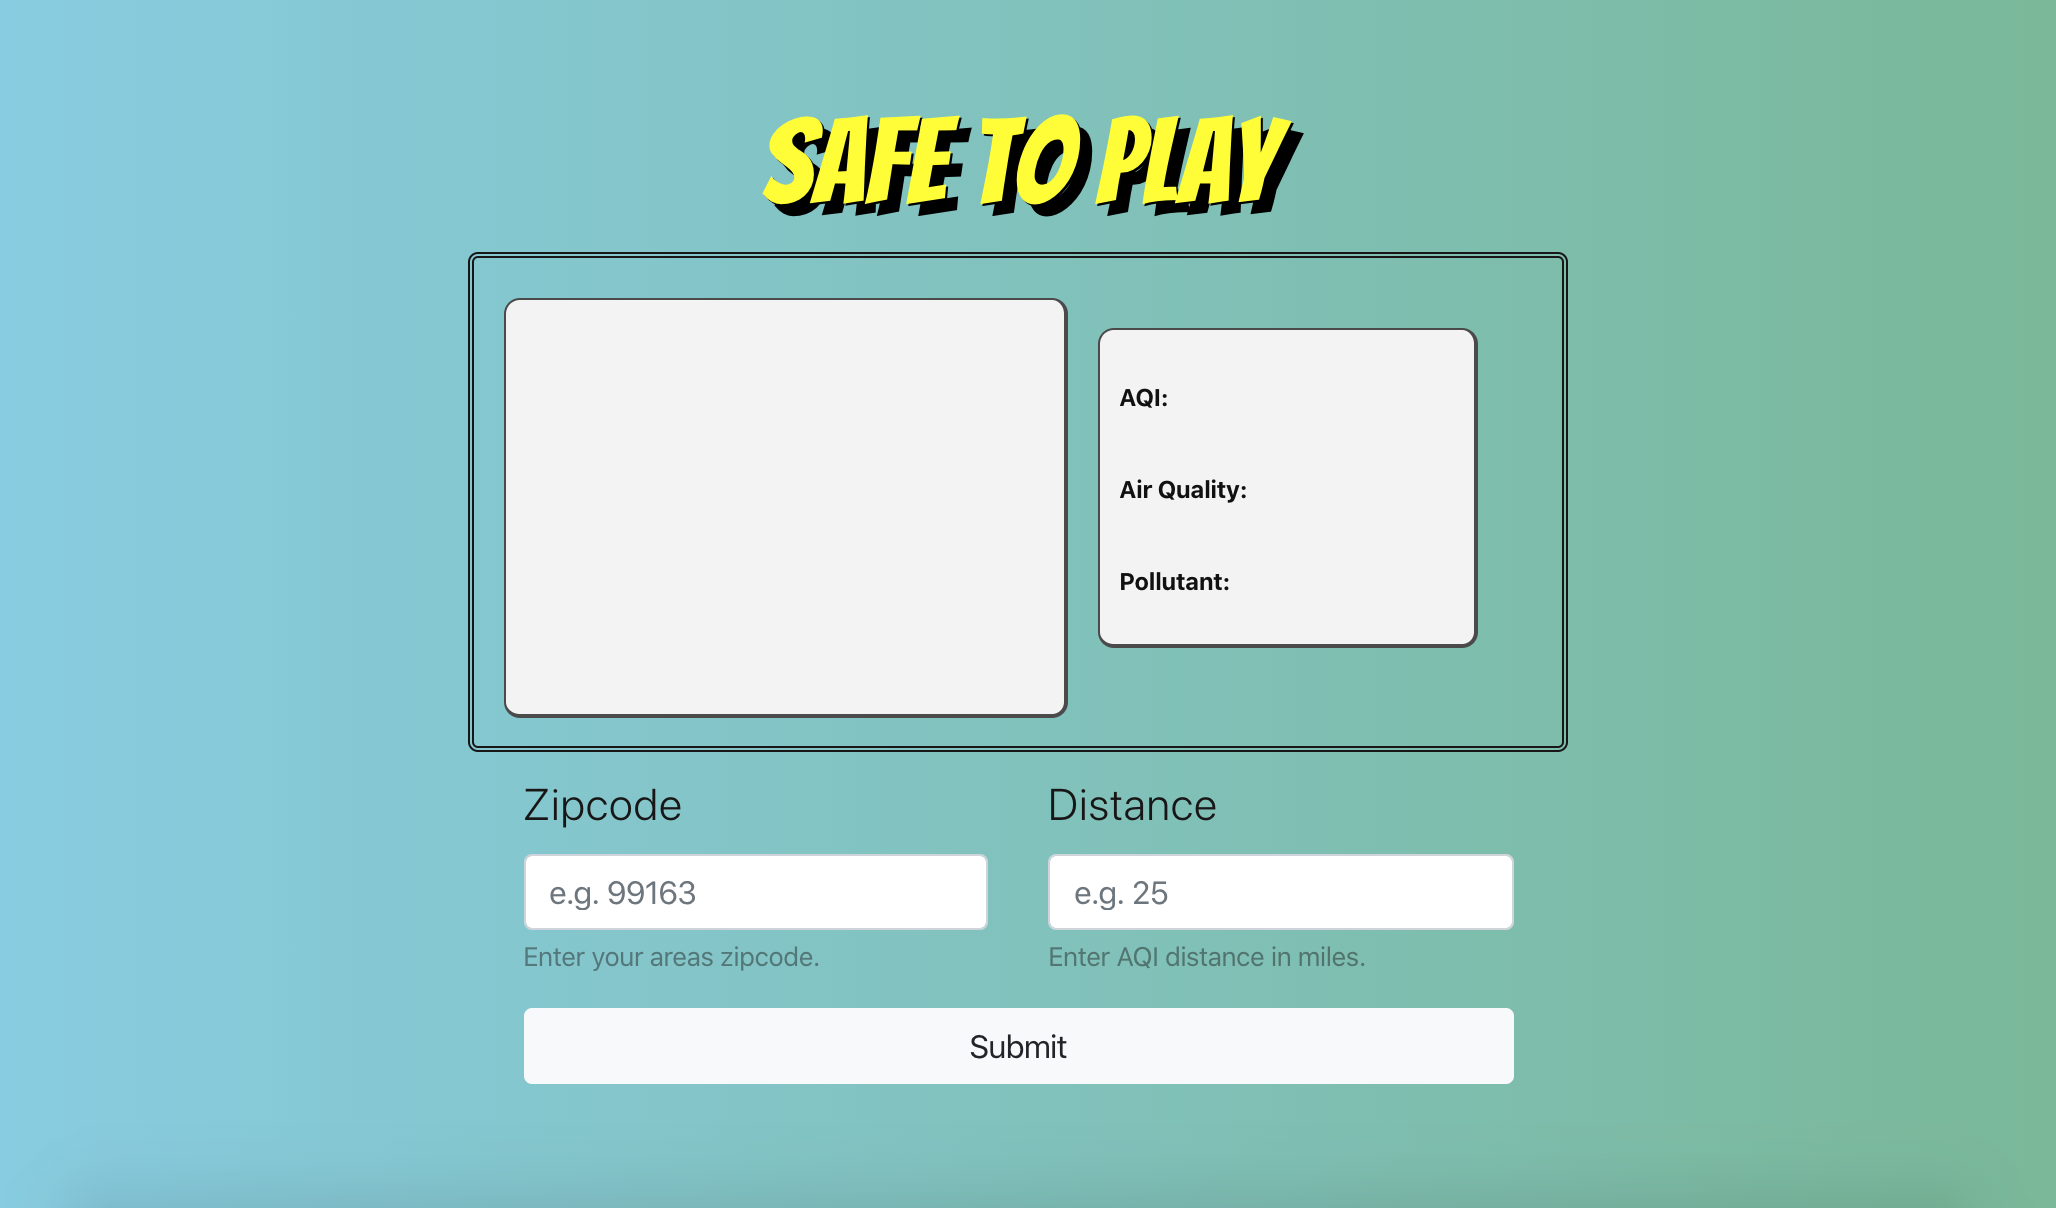 SAFE TO PLAY
AQI:
Air Quality:
Pollutant:
Zipcode
Distance
e.g. 99163
e.g. 25
Enter your areas zipcode.
Enter AQI distance in miles.
Submit